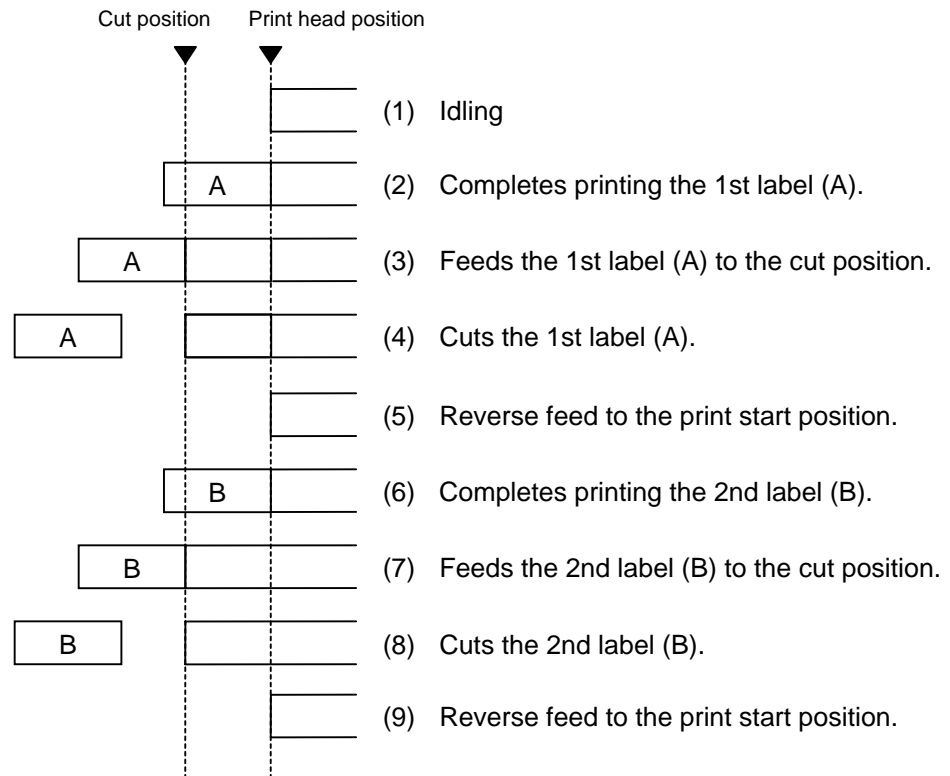 Cut position Print head position
(1) Idling
A (2) Completes printing the 1st label (A).
A (3) Feeds the 1st label (A) to the cut position.
A (4) Cuts the 1st label (A).
(5) Reverse feed to the print start position.
B (6) Completes printing the 2nd label (B).
B (7) Feeds the 2nd label (B) to the cut position.
B (8) Cuts the 2nd label (B).
(9) Reverse feed to the print start position.